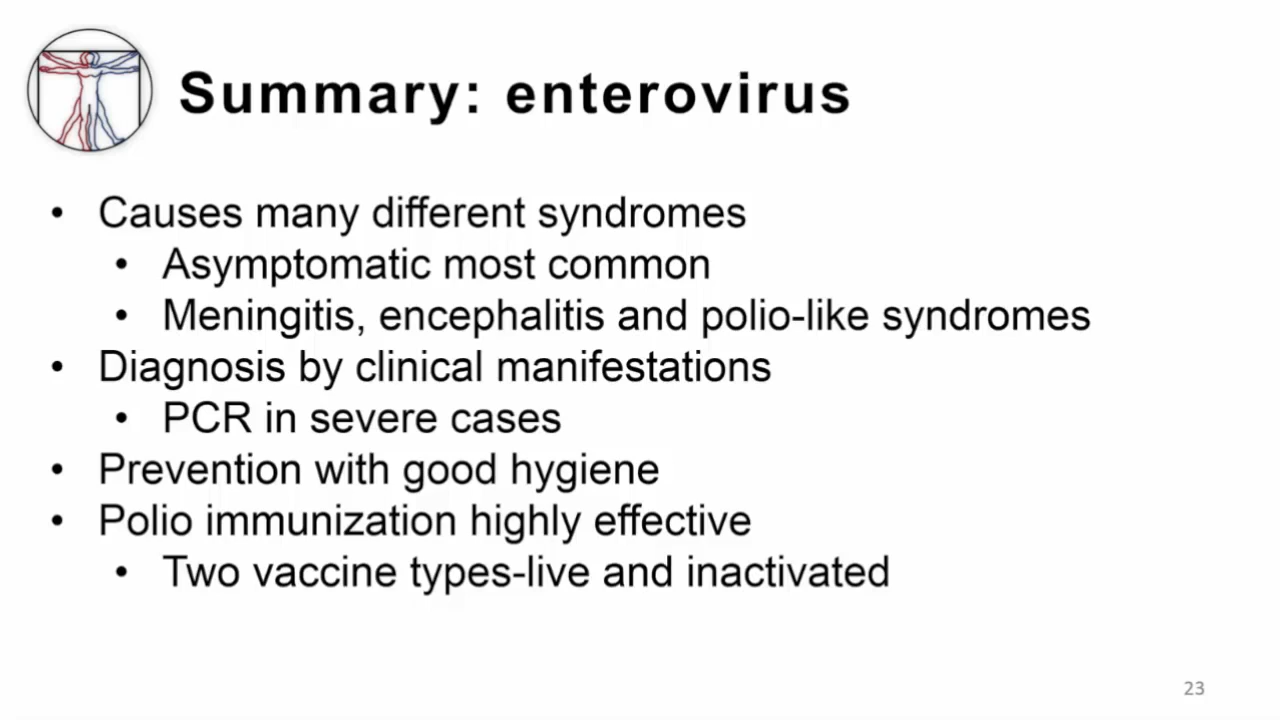 Summary: enterovirus
• Causes many different syndromes
• Asymptomatic most common
• Meningitis, encephalitis and polio-like syndromes
• Diagnosis by clinical manifestations
• PCR in severe cases
• Prevention with good hygiene
• Polio immunization highly effective
• Two vaccine types-live and inactivated
23